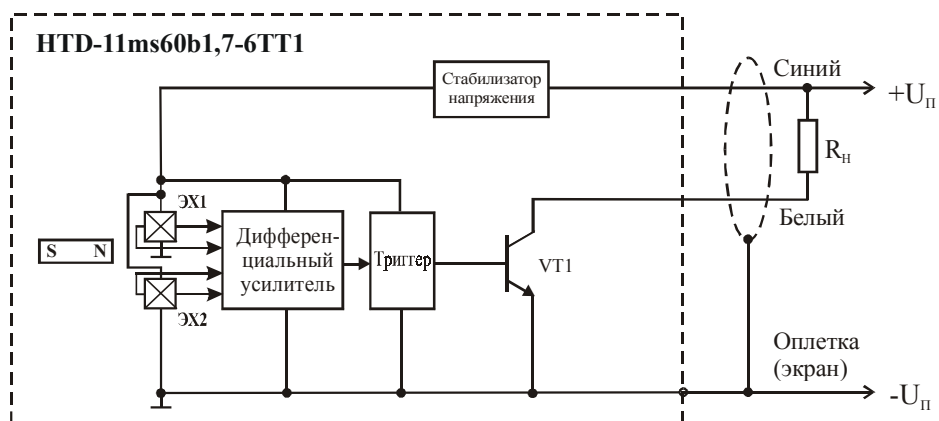 HTD-11ms60b1,7-6TT1
Стабилизатор
напряжения
Синий
+Uп
Rн
ЭХ1
Белый
S N
Дифферен-
циальный
усилитель
Триггер
VT1
ЭХ2
Оплетка
(экран)
-Uп